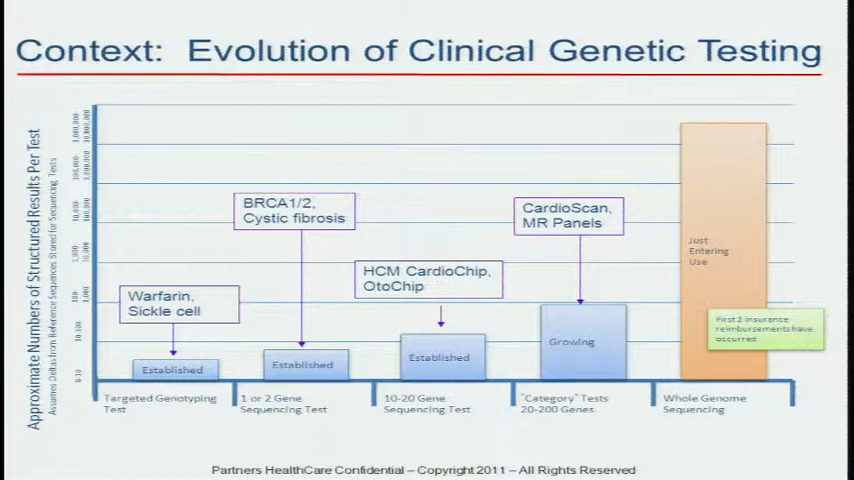 Context: Evolution of Clinical Genetic Testing
Approximate Numbers of Structured Results Per Test
Assumes Deltas from Reference Sequences Stored for Sequencing Tests
BRCA1/2,
Cystic fibrosis
CardioScan,
MR Panels
HCM CardioChip,
OtoChip
Warfarin,
Sickle cell
Just
Entering
Use
First 2 insurance
reimbursements have
occurred
Established
Established
Established
Growing
Targeted Genotyping
Test
1 or 2 Gene
Sequencing Test
10-20 Gene
Sequencing Test
"Category" Tests
20-200 Genes
Whole Genome
Sequencing
Partners HealthCare Confidential – Copyright 2011 – All Rights Reserved